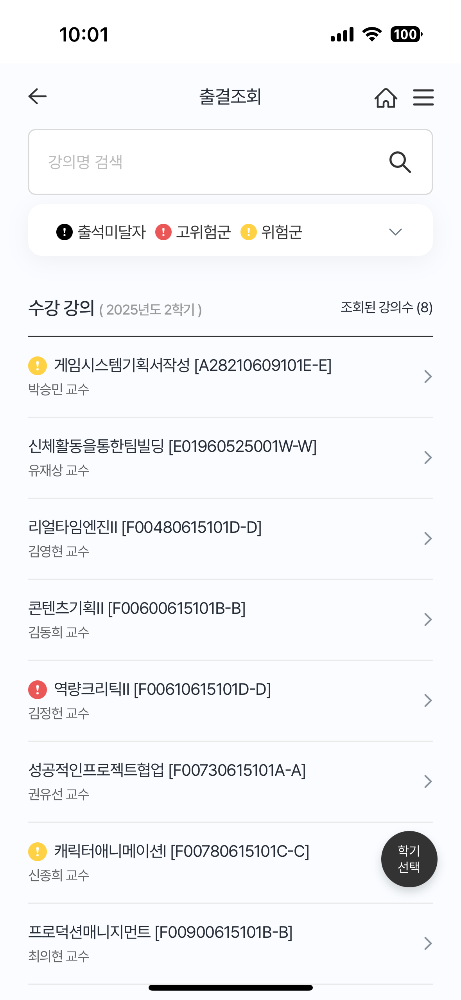 10:01
100
출결조회
강의명 검색
출석미달자 고위험군 위험군
수강 강의 ( 2025년도 2학기 ) 조회된 강의수 (8)
게임시스템기획서작성 [A28210609101E-E]
박승민 교수
신체활동을통한팀빌딩 [E01960525001W-W]
유재상 교수
리얼타임엔진II [F00480615101D-D]
김영현 교수
콘텐츠기획II [F00600615101B-B]
김동희 교수
역량크리틱II [F00610615101D-D]
김정헌 교수
성공적인프로젝트협업 [F00730615101A-A]
권유선 교수
캐릭터애니메이션I [F00780615101C-C]
신종희 교수
학기
선택
프로덕션매니지먼트 [F00900615101B-B]
최의현 교수